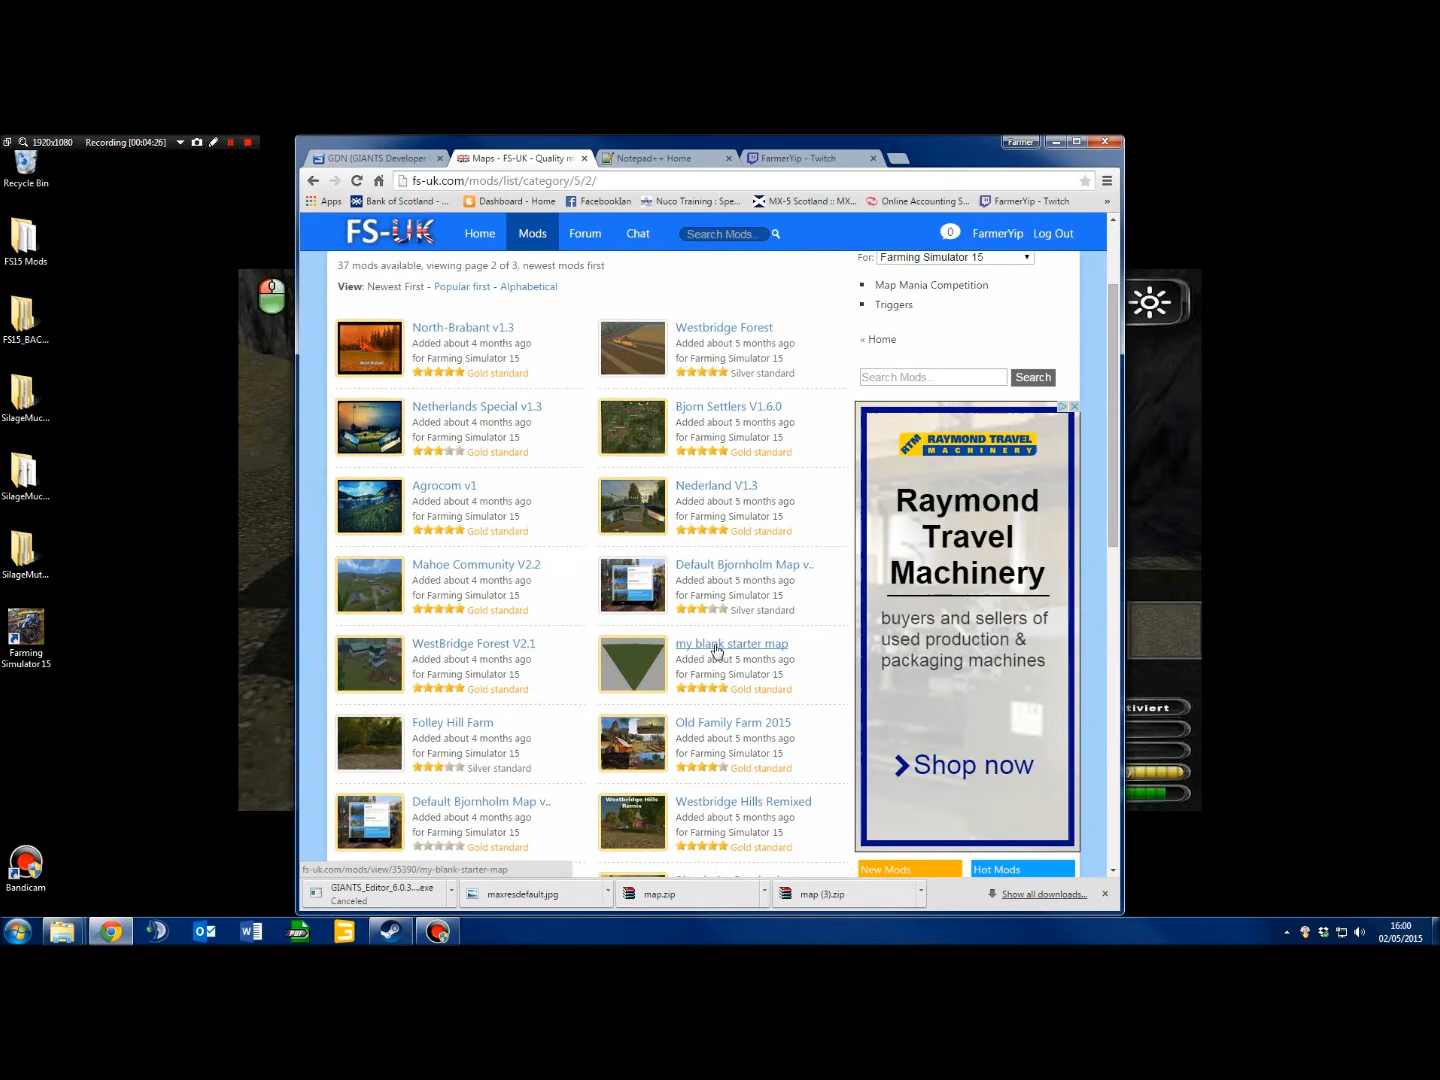 1920x1080 Recording [00:04:26]
Farmer
GDN (GIANTS Developer
Maps - FS-UK - Quality m
Notepad++ Home
FarmerYip - Twitch
fs-uk.com/mods/list/category/5/2/
Apps
Bank of Scotland - ...
Dashboard - Home
FacebookIan
Nuco Training : Spe...
MX-5 Scotland :: MX...
Online Accounting S...
FarmerYip - Twitch
»
FS-UK
Home
Mods
Forum
Chat
Search Mods..
0
FarmerYip
Log Out
37 mods available, viewing page 2 of 3, newest mods first
View: Newest First - Popular first - Alphabetical
North-Brabant v1.3
Added about 4 months ago
for Farming Simulator 15
Gold standard
Westbridge Forest
Added about 5 months ago
for Farming Simulator 15
Silver standard
Netherlands Special v1.3
Added about 4 months ago
for Farming Simulator 15
Gold standard
Bjorn Settlers V1.6.0
Added about 5 months ago
for Farming Simulator 15
Gold standard
Agrocom v1
Added about 4 months ago
for Farming Simulator 15
Gold standard
Nederland V1.3
Added about 5 months ago
for Farming Simulator 15
Gold standard
Mahoe Community V2.2
Added about 4 months ago
for Farming Simulator 15
Gold standard
Default Bjornholm Map v..
Added about 5 months ago
for Farming Simulator 15
Silver standard
WestBridge Forest V2.1
Added about 4 months ago
for Farming Simulator 15
Gold standard
my blank starter map
Added about 5 months ago
for Farming Simulator 15
Gold standard
Folley Hill Farm
Added about 4 months ago
for Farming Simulator 15
Silver standard
Old Family Farm 2015
Added about 5 months ago
for Farming Simulator 15
Gold standard
Default Bjornholm Map v..
Added about 4 months ago
for Farming Simulator 15
Gold standard
Westbridge Hills
Remix
Westbridge Hills Remixed
Added about 5 months ago
for Farming Simulator 15
Gold standard
For: Farming Simulator 15
Map Mania Competition
Triggers
« Home
Search Mods..
Search
RTM RAYMOND TRAVEL
MACHINERY
Raymond
Travel
Machinery
buyers and sellers of
used production &
packaging machines
Shop now
New Mods
Hot Mods
fs-uk.com/mods/view/35390/my-blank-starter-map
GIANTS_Editor_6.0.3....exe
Canceled
maxresdefault.jpg
map.zip
map (3).zip
Show all downloads...
Recycle Bin
FS15 Mods
FS15_BAC...
SilageMuc...
SilageMuc...
SilageMut...
Farming
Simulator 15
Bandicam
tiviert
16:00
02/05/2015